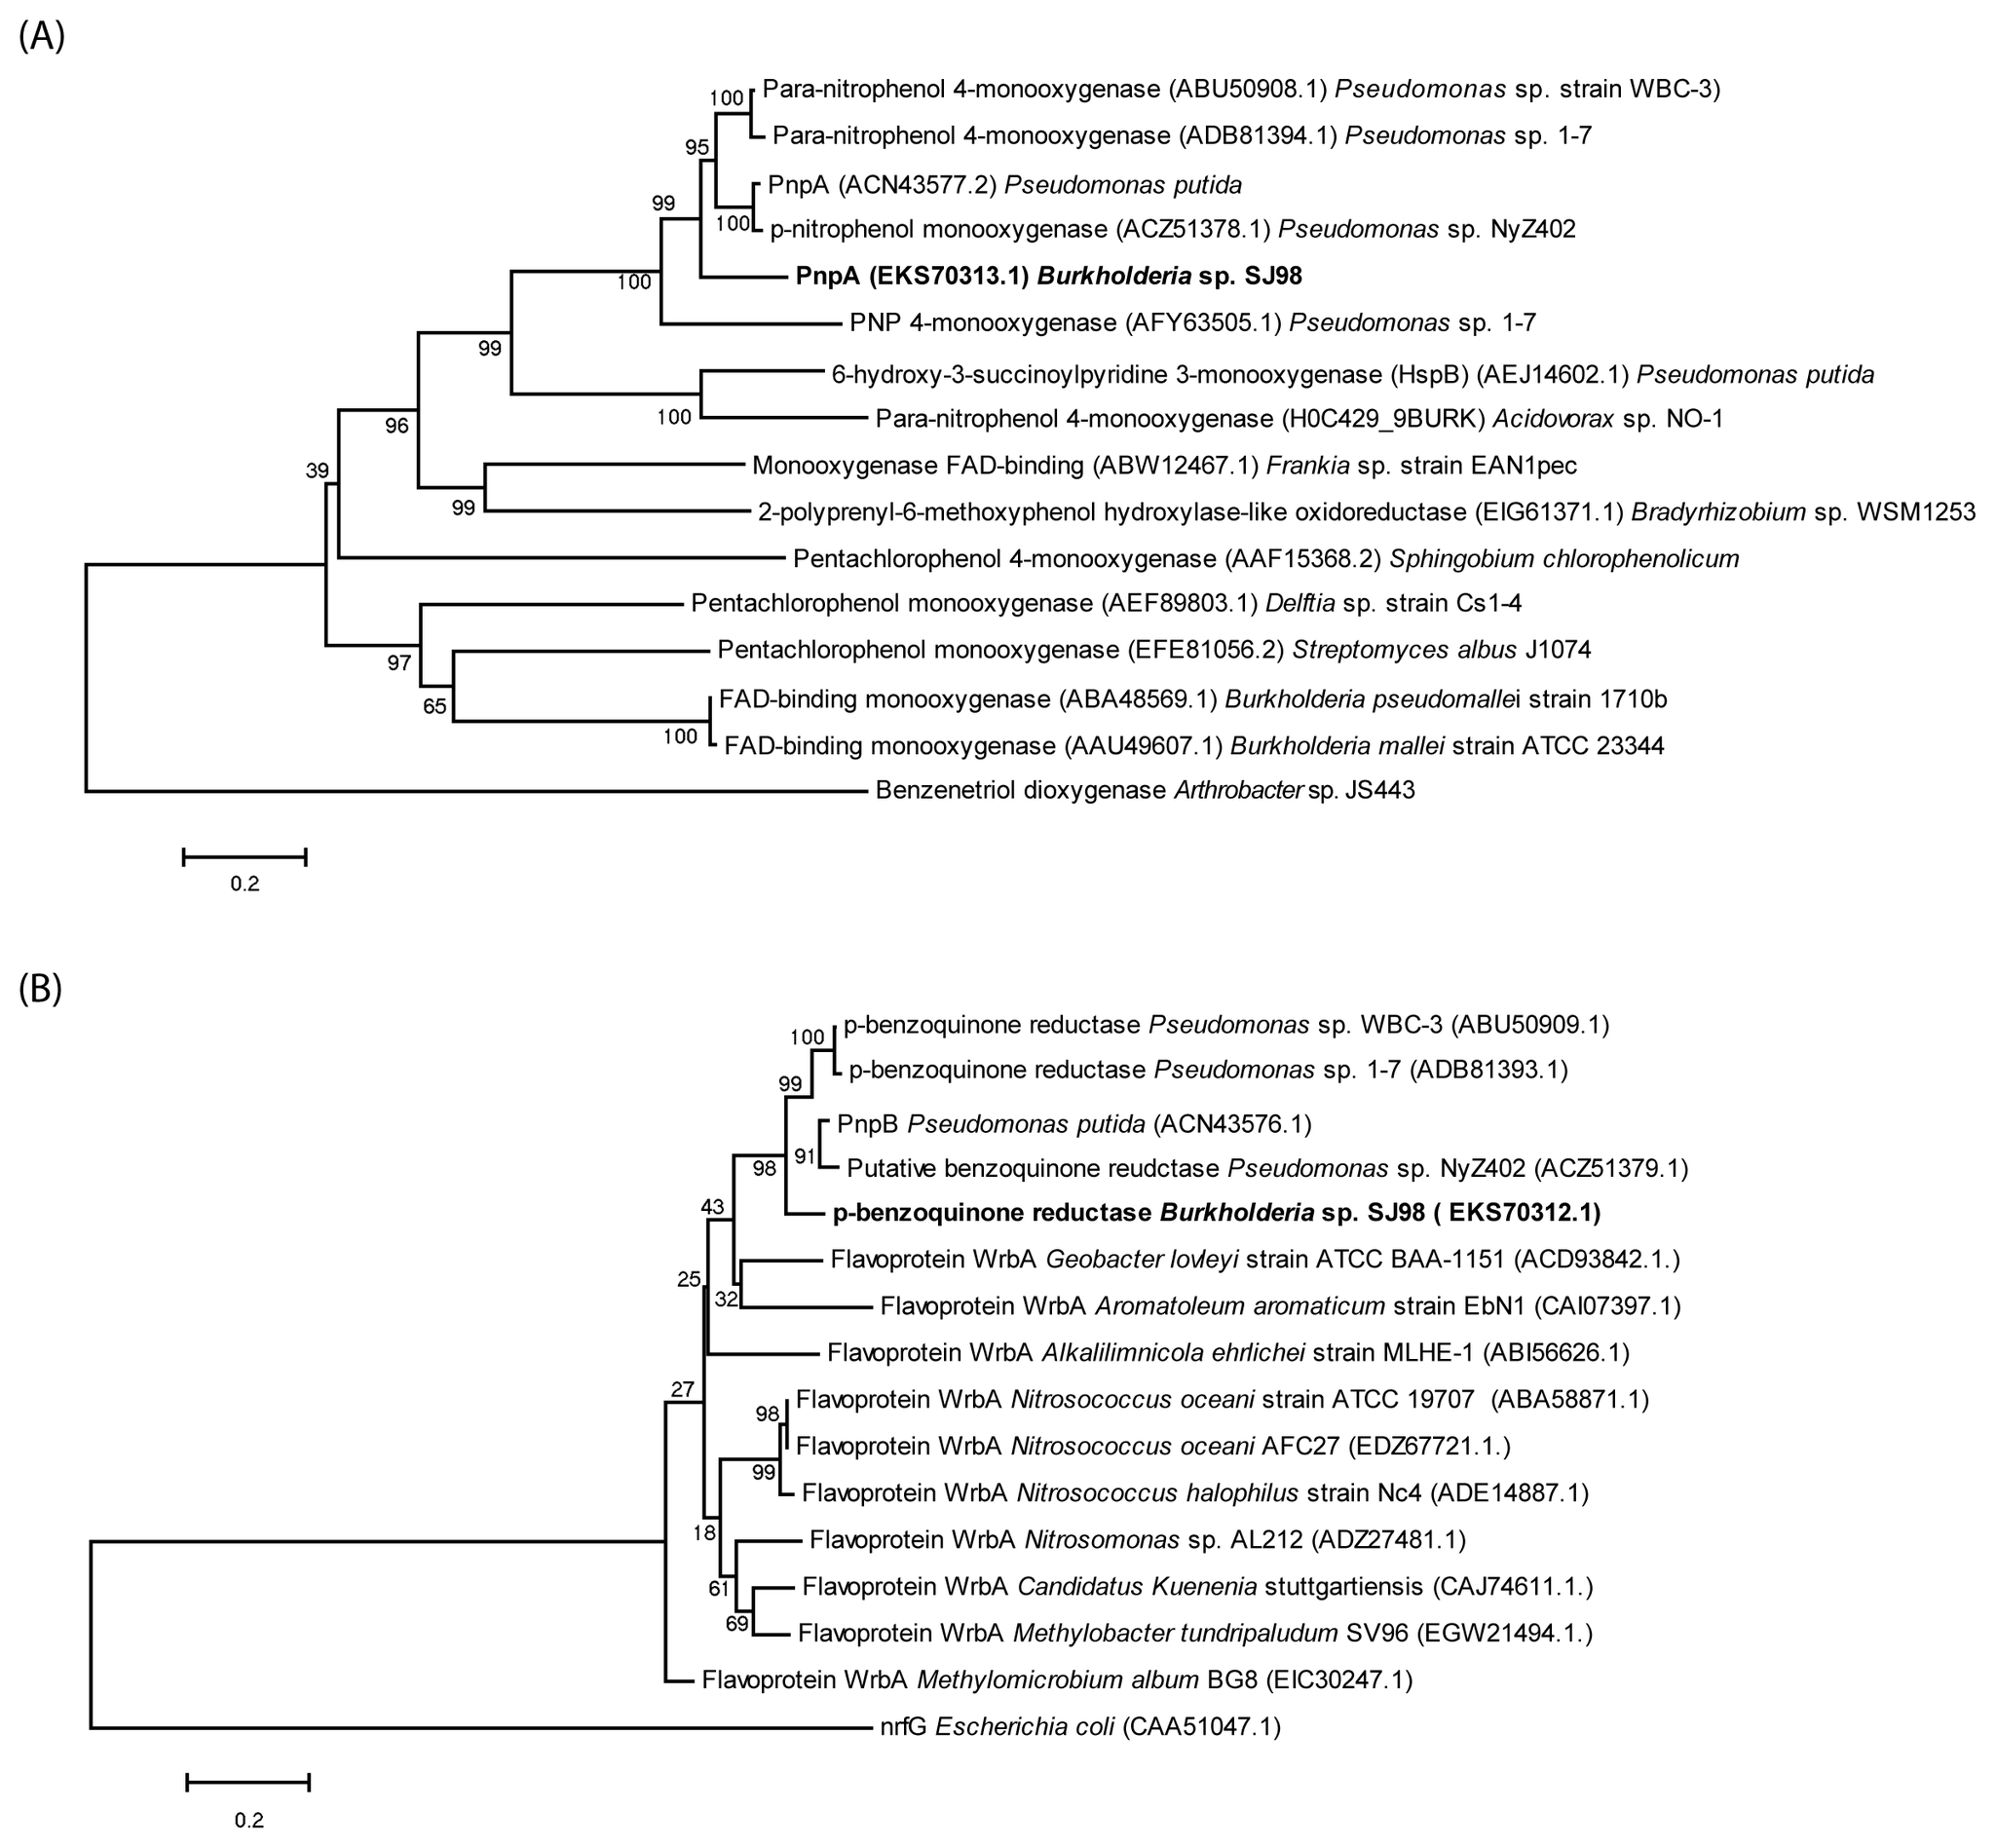 (A)
100
Para-nitrophenol 4-monooxygenase (ABU50908.1) Pseudomonas sp. strain WBC-3)
Para-nitrophenol 4-monooxygenase (ADB81394.1) Pseudomonas sp. 1-7
95
PnpA (ACN43577.2) Pseudomonas putida
99
100
p-nitrophenol monooxygenase (ACZ51378.1) Pseudomonas sp. NyZ402
100
PnpA (EKS70313.1) Burkholderia sp. SJ98
PNP 4-monooxygenase (AFY63505.1) Pseudomonas sp. 1-7
99
6-hydroxy-3-succinoylpyridine 3-monooxygenase (HspB) (AEJ14602.1) Pseudomonas putida
100
Para-nitrophenol 4-monooxygenase (H0C429_9BURK) Acidovorax sp. NO-1
96
39
Monooxygenase FAD-binding (ABW12467.1) Frankia sp. strain EAN1pec
99
2-polyprenyl-6-methoxyphenol hydroxylase-like oxidoreductase (EIG61371.1) Bradyrhizobium sp. WSM1253
Pentachlorophenol 4-monooxygenase (AAF15368.2) Sphingobium chlorophenolicum
Pentachlorophenol monooxygenase (AEF89803.1) Delftia sp. strain Cs1-4
97
Pentachlorophenol monooxygenase (EFE81056.2) Streptomyces albus J1074
65
FAD-binding monooxygenase (ABA48569.1) Burkholderia pseudomallei strain 1710b
100
FAD-binding monooxygenase (AAU49607.1) Burkholderia mallei strain ATCC 23344
Benzenetriol dioxygenase Arthrobacter sp. JS443
0.2
(B)
100
p-benzoquinone reductase Pseudomonas sp. WBC-3 (ABU50909.1)
p-benzoquinone reductase Pseudomonas sp. 1-7 (ADB81393.1)
99
PnpB Pseudomonas putida (ACN43576.1)
98
91
Putative benzoquinone reudctase Pseudomonas sp. NyZ402 (ACZ51379.1)
43
p-benzoquinone reductase Burkholderia sp. SJ98 ( EKS70312.1)
Flavoprotein WrbA Geobacter lovleyi strain ATCC BAA-1151 (ACD93842.1.)
25
32
Flavoprotein WrbA Aromatoleum aromaticum strain EbN1 (CAI07397.1)
Flavoprotein WrbA Alkalilimnicola ehrlichei strain MLHE-1 (ABI56626.1)
27
Flavoprotein WrbA Nitrosococcus oceani strain ATCC 19707 (ABA58871.1)
98
Flavoprotein WrbA Nitrosococcus oceani AFC27 (EDZ67721.1.)
99
Flavoprotein WrbA Nitrosococcus halophilus strain Nc4 (ADE14887.1)
18
Flavoprotein WrbA Nitrosomonas sp. AL212 (ADZ27481.1)
61
Flavoprotein WrbA Candidatus Kuenenia stuttgartiensis (CAJ74611.1.)
69
Flavoprotein WrbA Methylobacter tundripaludum SV96 (EGW21494.1.)
Flavoprotein WrbA Methylomicrobium album BG8 (EIC30247.1)
nrfG Escherichia coli (CAA51047.1)
0.2